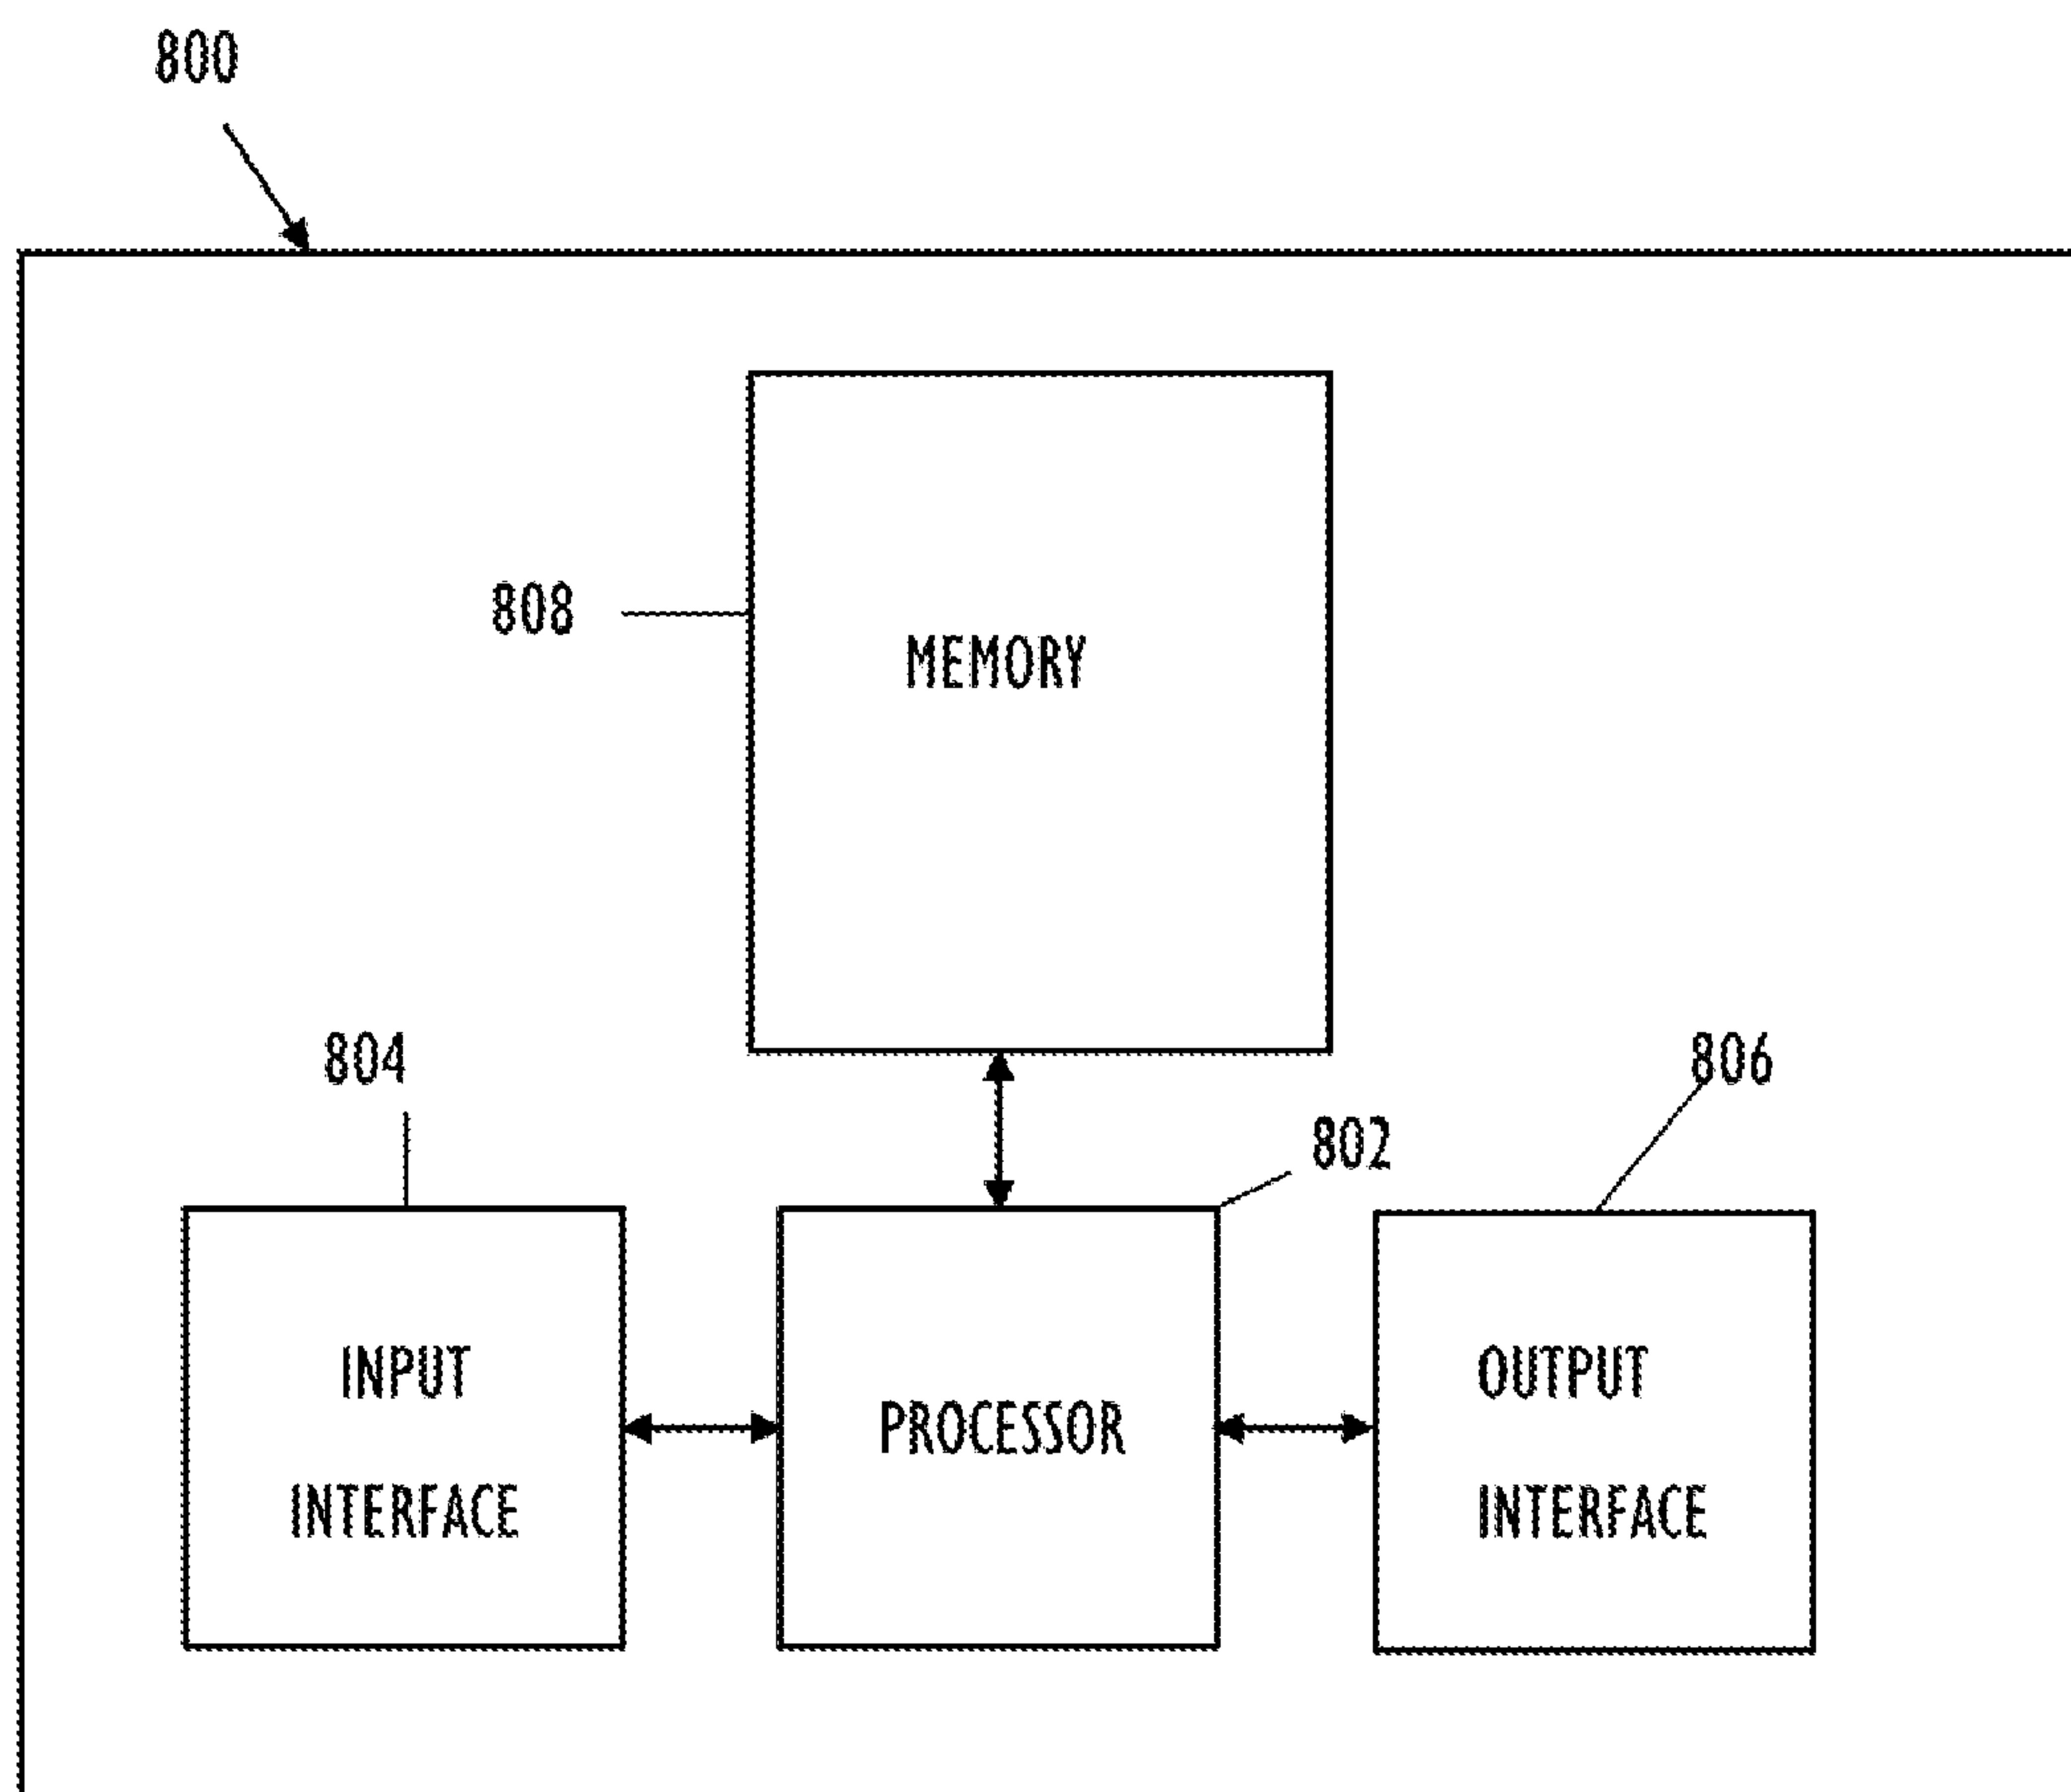 800
808
MEMORY
804
806
802
INPUT
INTERFACE
PROCESSOR
OUTPUT
INTERFACE